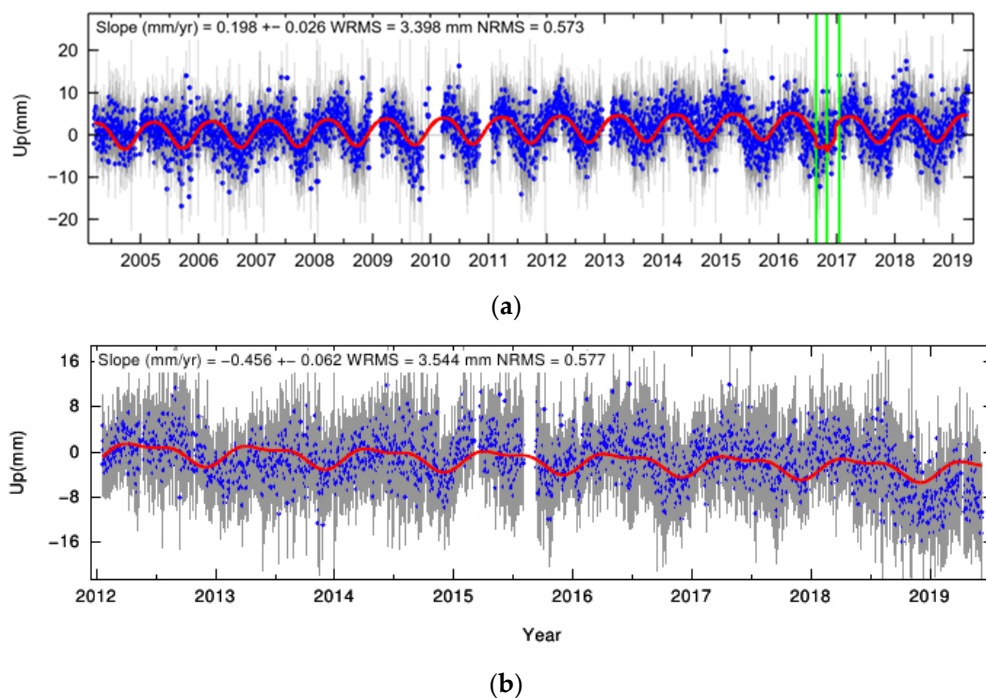 Slope (mm/yr) = 0.198 +− 0.026 WRMS = 3.398 mm NRMS = 0.573
20
10
0
−10
−20
Up(mm)
2005 2006 2007 2008 2009 2010 2011 2012 2013 2014 2015 2016 2017 2018 2019
(a)
Slope (mm/yr) = −0.456 +− 0.062 WRMS = 3.544 mm NRMS = 0.577
16
8
0
−8
−16
Up(mm)
2012 2013 2014 2015 2016 2017 2018 2019
Year
(b)